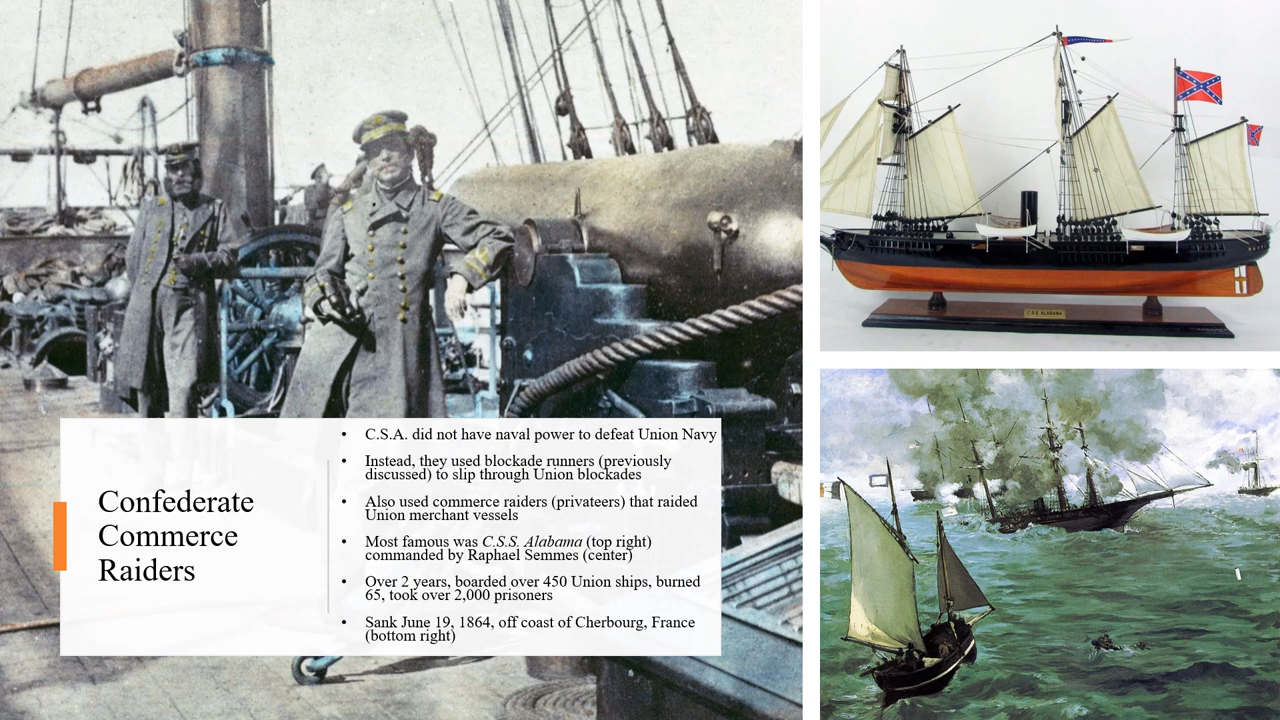 Confederate
Commerce
Raiders
• C.S.A. did not have naval power to defeat Union Navy
• Instead, they used blockade runners (previously
discussed) to slip through Union blockades
• Also used commerce raiders (privateers) that raided
Union merchant vessels
• Most famous was C.S.S. Alabama (top right)
commanded by Raphael Semmes (center)
• Over 2 years, boarded over 450 Union ships, burned
65, took over 2,000 prisoners
• Sank June 19, 1864, off coast of Cherbourg, France
(bottom right)
C.S.S. ALABAMA